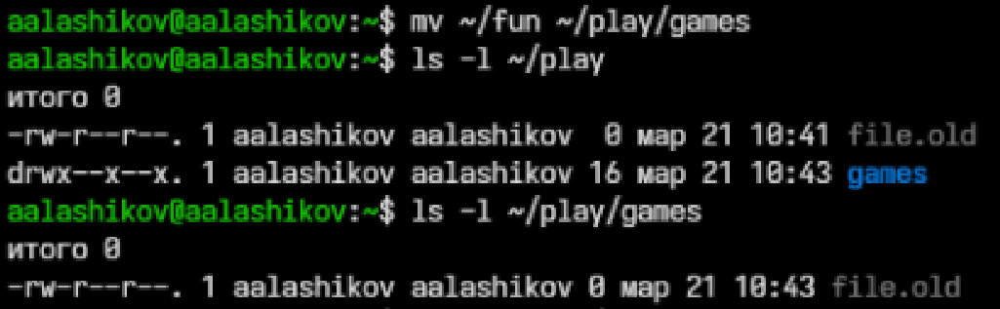 aalashikov@aalashikov:~$ mv ~/fun ~/play/games
aalashikov@aalashikov:~$ ls -l ~/play
итого 0
-rw-r--r--. 1 aalashikov aalashikov  0 мар 21 10:41 file.old
drwx--x--x. 1 aalashikov aalashikov 16 мар 21 10:43 games
aalashikov@aalashikov:~$ ls -l ~/play/games
итого 0
-rw-r--r--. 1 aalashikov aalashikov 0 мар 21 10:43 file.old